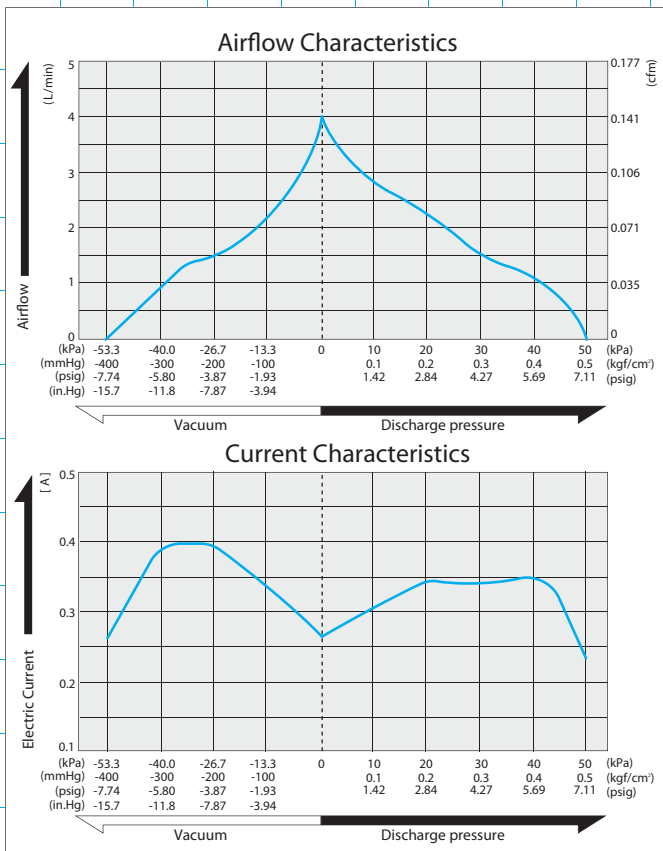 Airflow Characteristics
(L/min)
5
4
3
2
1
0
Airflow
0.177
0.141
0.106
0.071
0.035
0
(cfm)
(kPa) -53.3 -40.0 -26.7 -13.3 0 10 20 30 40 50 (kPa)
(mmHg) -400 -300 -200 -100 0.1 0.2 0.3 0.4 0.5 (kgf/cm²)
(psig) -7.74 -5.80 -3.87 -1.93 1.42 2.84 4.27 5.69 7.11 (psig)
(in.Hg) -15.7 -11.8 -7.87 -3.94
Vacuum Discharge pressure
Current Characteristics
[ A ]
0.5
0.4
0.3
0.2
0.1
Electric Current
(kPa) -53.3 -40.0 -26.7 -13.3 0 10 20 30 40 50 (kPa)
(mmHg) -400 -300 -200 -100 0.1 0.2 0.3 0.4 0.5 (kgf/cm²)
(psig) -7.74 -5.80 -3.87 -1.93 1.42 2.84 4.27 5.69 7.11 (psig)
(in.Hg) -15.7 -11.8 -7.87 -3.94
Vacuum Discharge pressure